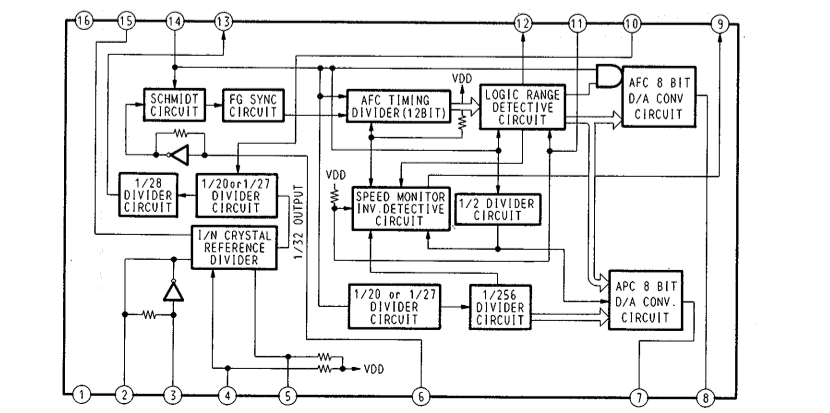 16 15 14 13 12 11 10 9
SCHMIDT
CIRCUIT
FG SYNC
CIRCUIT
AFC TIMING
DIVIDER(12BIT)
VDD
LOGIC RANGE
DETECTIVE
CIRCUIT
AFC 8 BIT
D/A CONV
CIRCUIT
1/28
DIVIDER
CIRCUIT
1/20or1/27
DIVIDER
CIRCUIT
1/32 OUTPUT
VDD
SPEED MONITOR
INV.DETECTIVE
CIRCUIT
1/2 DIVIDER
CIRCUIT
I/N CRYSTAL
REFERENCE
DIVIDER
1/20 or 1/27
DIVIDER
CIRCUIT
1/256
DIVIDER
CIRCUIT
APC 8 BIT
D/A CONV.
CIRCUIT
VDD
1 2 3 4 5 6 7 8